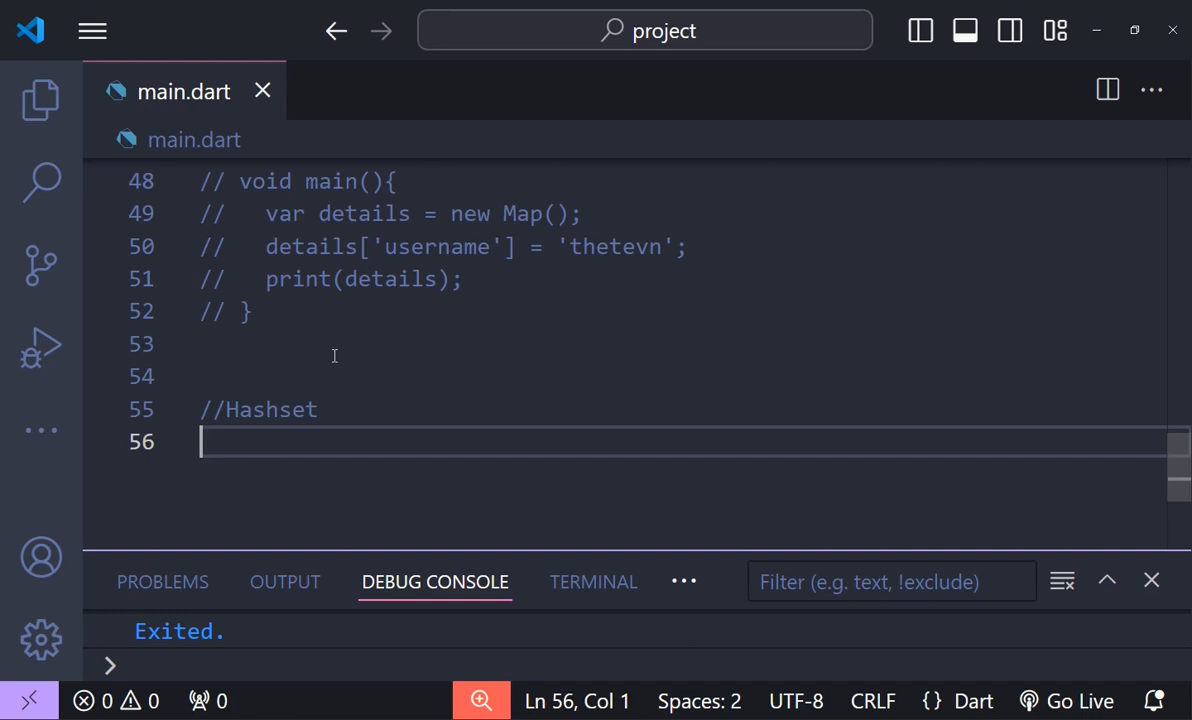 project
main.dart
main.dart
48 // void main(){
49 //   var details = new Map();
50 //   details['username'] = 'thetevn';
51 //   print(details);
52 // }
53
54
55 //Hashset
56
PROBLEMS OUTPUT DEBUG CONSOLE TERMINAL Filter (e.g. text, !exclude)
Exited.
0 0 0 Ln 56, Col 1 Spaces: 2 UTF-8 CRLF {} Dart Go Live